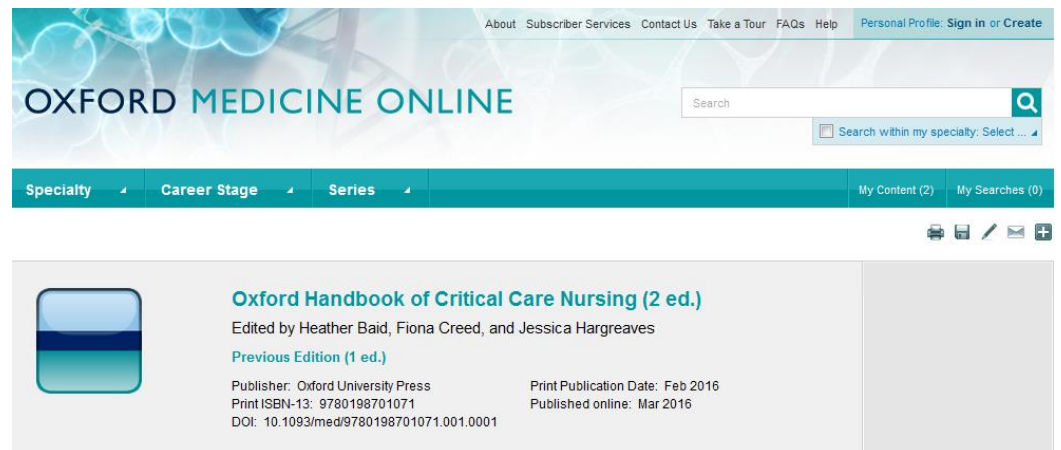 About Subscriber Services Contact Us Take a Tour FAQs Help Personal Profile: Sign in or Create
OXFORD MEDICINE ONLINE
Search
Search within my specialty: Select ...
Specialty Career Stage Series My Content (2) My Searches (0)
Oxford Handbook of Critical Care Nursing (2 ed.)
Edited by Heather Baid, Fiona Creed, and Jessica Hargreaves
Previous Edition (1 ed.)
Publisher: Oxford University Press Print Publication Date: Feb 2016
Print ISBN-13: 9780198701071 Published online: Mar 2016
DOI: 10.1093/med/9780198701071.001.0001